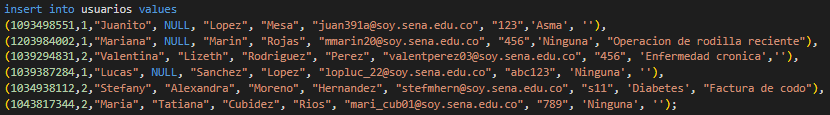 insert into usuarios values
(1093498551,1,"Juanito", NULL, "Lopez", "Mesa", "juan391a@soy.sena.edu.co", "123",'Asma', ''),
(1203984002,1,"Mariana", NULL, "Marin", "Rojas", "mmarin20@soy.sena.edu.co", "456",'Ninguna', "Operacion de rodilla reciente"),
(1039294831,2,"Valentina", "Lizeth", "Rodriguez", "Perez", "valentperez03@soy.sena.edu.co", "456", 'Enfermedad cronica',''),
(1039387284,1,"Lucas", NULL, "Sanchez", "Lopez", "lopluc_22@soy.sena.edu.co", "abc123", 'Ninguna', ''),
(1034938112,2,"Stefany", "Alexandra", "Moreno", "Hernandez", "stefmhern@soy.sena.edu.co", "s11", 'Diabetes', "Factura de codo"),
(1043817344,2,"Maria", "Tatiana", "Cubidez", "Rios", "mari_cub01@soy.sena.edu.co", "789", 'Ninguna', '');